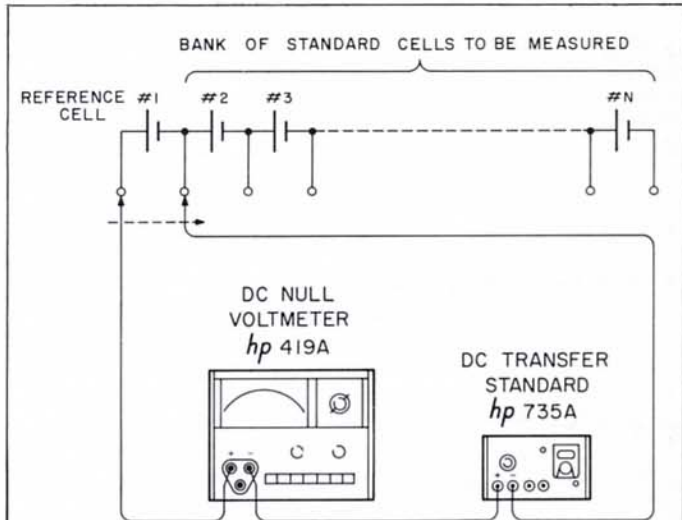 BANK OF STANDARD CELLS TO BE MEASURED
REFERENCE CELL
#1
#2
#3
#N
DC NULL
VOLTMETER
hp 419A
DC TRANSFER
STANDARD
hp 735A
+ -
+ -